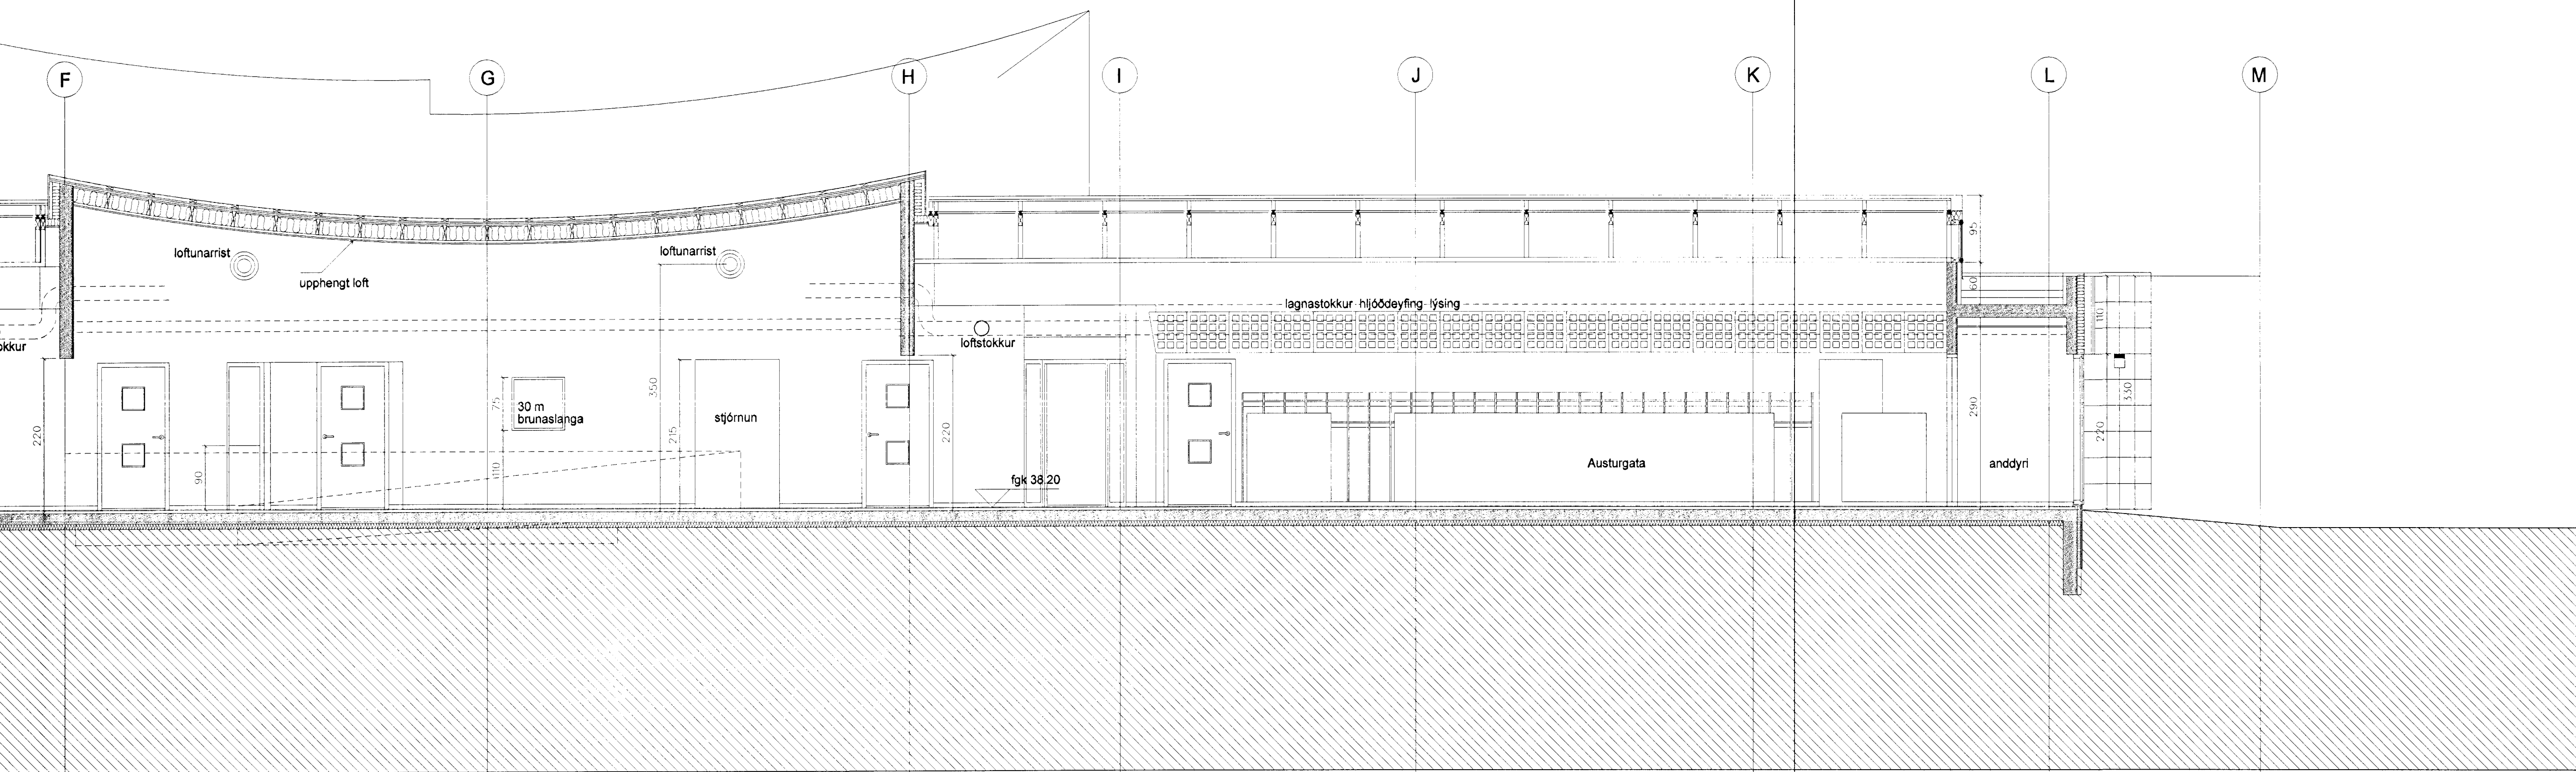 F G H I J K L M
loftunarrist
loftunarrist
upphengt loft
lagnastokkur hljóðdeyfing lýsing
95
60
110
loftstokkur
okkur
350
75
30 m
brunaslanga
stjórnun
215
220
90
110
220
fgk 38.20
Austurgata
290
anddyri
330
220